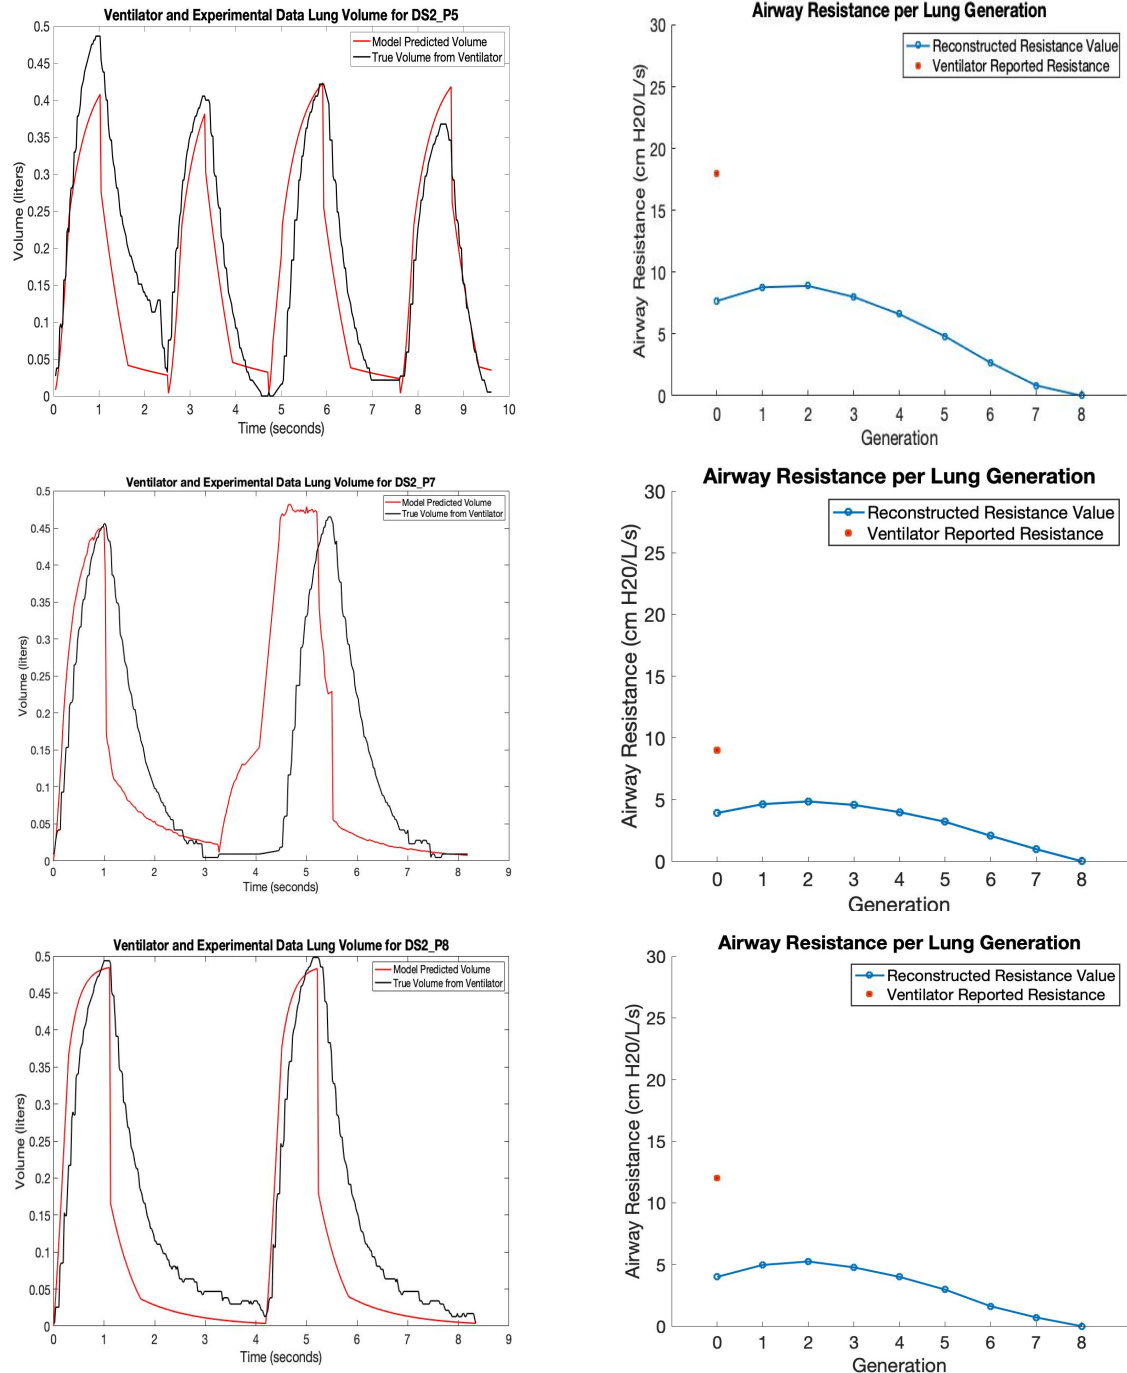 Ventilator and Experimental Data Lung Volume for DS2_P5
Model Predicted Volume
True Volume from Ventilator
Volume (liters)
0.5
0.45
0.4
0.35
0.3
0.25
0.2
0.15
0.1
0.05
0
0 1 2 3 4 5 6 7 8 9 10
Time (seconds)
Airway Resistance per Lung Generation
Reconstructed Resistance Value
Ventilator Reported Resistance
Airway Resistance (cm H20/L/s)
30
25
20
15
10
5
0
0 1 2 3 4 5 6 7 8
Generation
Ventilator and Experimental Data Lung Volume for DS2_P7
Model Predicted Volume
True Volume from Ventilator
Volume (liters)
0.5
0.45
0.4
0.35
0.3
0.25
0.2
0.15
0.1
0.05
0
0 1 2 3 4 5 6 7 8 9
Time (seconds)
Airway Resistance per Lung Generation
Reconstructed Resistance Value
Ventilator Reported Resistance
Airway Resistance (cm H20/L/s)
30
25
20
15
10
5
0
0 1 2 3 4 5 6 7 8
Generation
Ventilator and Experimental Data Lung Volume for DS2_P8
Model Predicted Volume
True Volume from Ventilator
Volume (liters)
0.5
0.45
0.4
0.35
0.3
0.25
0.2
0.15
0.1
0.05
0
0 1 2 3 4 5 6 7 8 9
Time (seconds)
Airway Resistance per Lung Generation
Reconstructed Resistance Value
Ventilator Reported Resistance
Airway Resistance (cm H20/L/s)
30
25
20
15
10
5
0
0 1 2 3 4 5 6 7 8
Generation